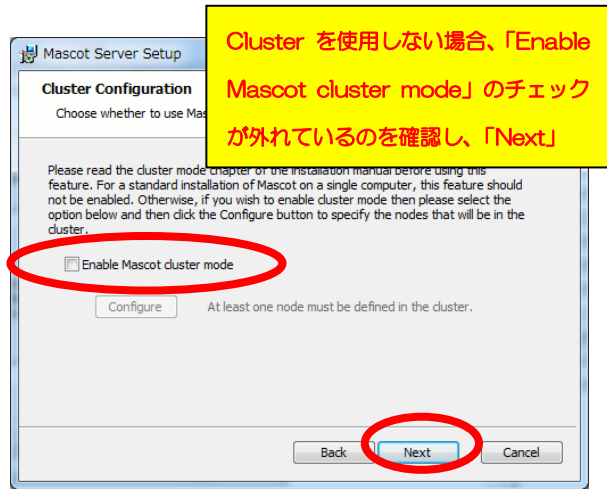 Cluster を使用しない場合、「Enable
Mascot cluster mode」のチェック
が外れているのを確認し、「Next」
Mascot Server Setup
Cluster Configuration
Choose whether to use Mas
Please read the cluster mode chapter of the installation manual before using this
feature. For a standard installation of Mascot on a single computer, this feature should
not be enabled. Otherwise, if you wish to enable cluster mode then please select the
option below and then click the Configure button to specify the nodes that will be in the
cluster.
Enable Mascot cluster mode
Configure At least one node must be defined in the cluster.
Back Next Cancel